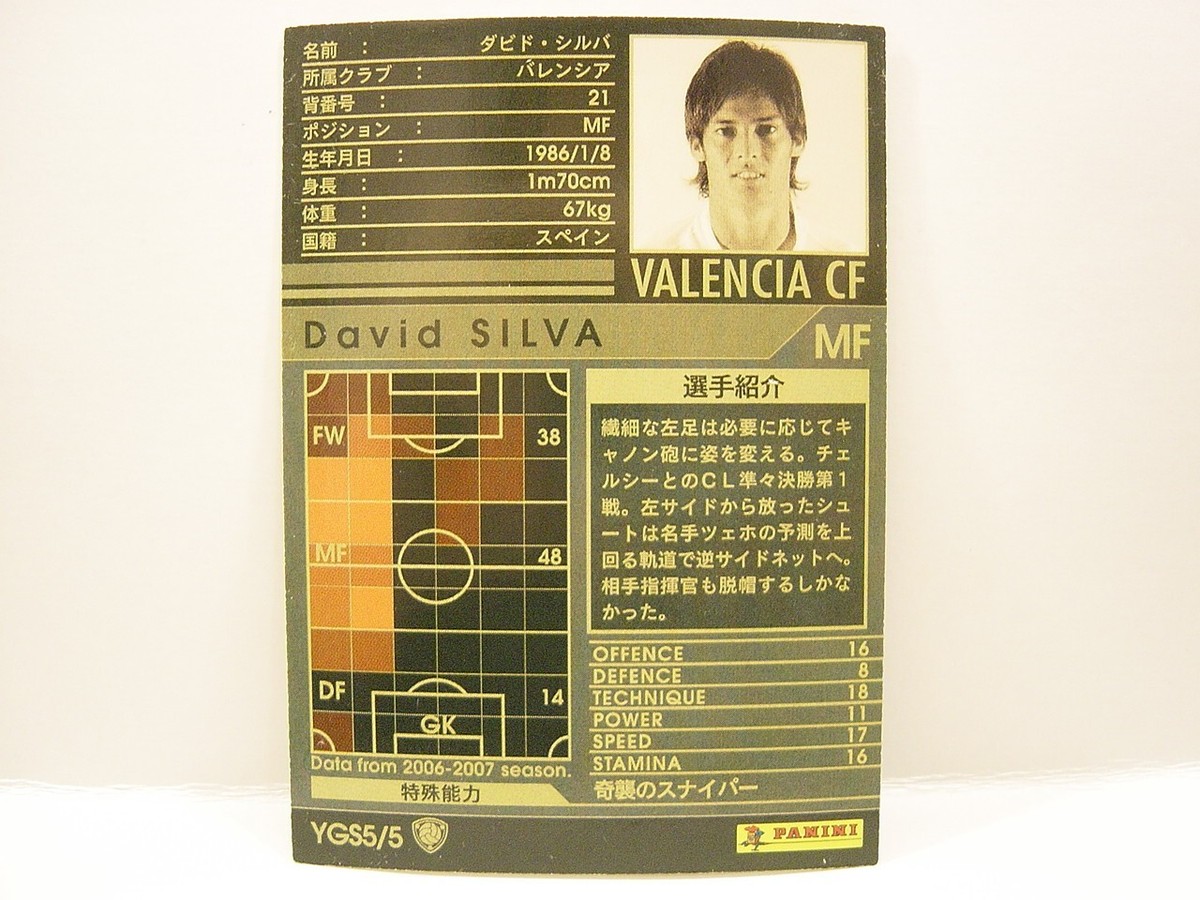 名前 : ダビド・シルバ
所属クラブ : バレンシア
背番号 : 21
ポジション : MF
生年月日 : 1986/1/8
身長 : 1m70cm
体重 : 67kg
国籍 : スペイン
VALENCIA CF
David SILVA
MF
FW 38
MF 48
DF 14
GK
Data from 2006-2007 season.
選手紹介
繊細な左足は必要に応じてキ
ャノン砲に姿を変える。チェ
ルシーとのCL準々決勝第1
戦。左サイドから放ったシュ
ートは名手ツェホの予測を上
回る軌道で逆サイドネットへ。
相手指揮官も脱帽するしかな
かった。
OFFENCE 16
DEFENCE 8
TECHNIQUE 18
POWER 11
SPEED 17
STAMINA 16
特殊能力 奇襲のスナイパー
YGS5/5
PANINI